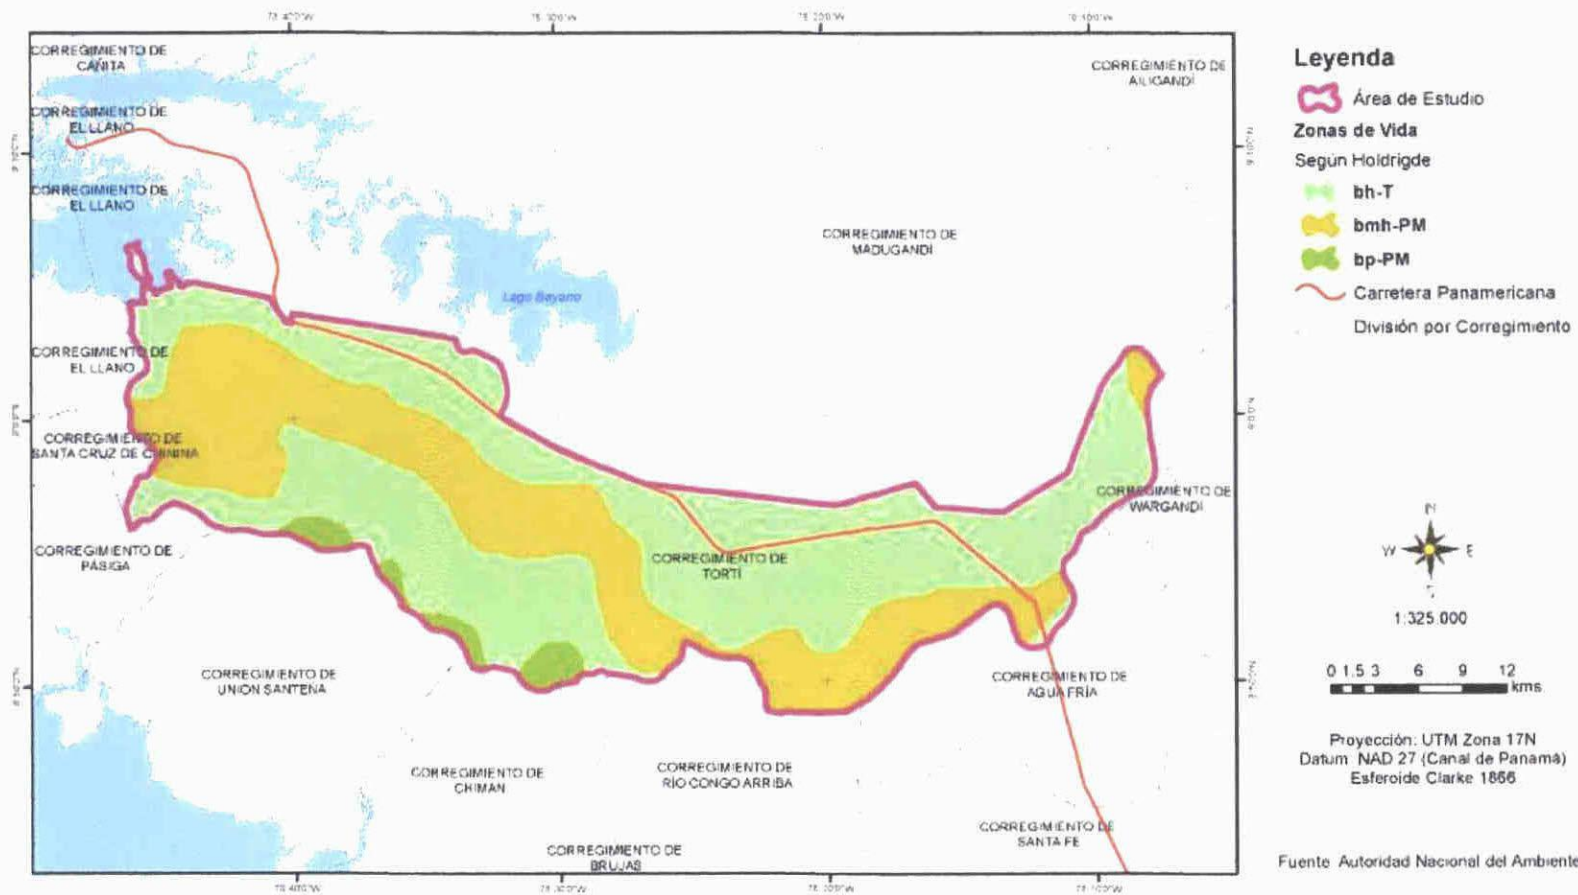 CORREGIMIENTO DE
CAÑITA
CORREGIMIENTO DE
AILIGANDÍ
CORREGIMIENTO DE
EL LLANO
CORREGIMIENTO DE
EL LLANO
CORREGIMIENTO DE
MADUGANDÍ
Lago Bayano
CORREGIMIENTO DE
EL LLANO
CORREGIMIENTO DE
SANTA CRUZ DE CHININA
CORREGIMIENTO DE
WARGANDÍ
CORREGIMIENTO DE
PÁSIGA
CORREGIMIENTO DE
TORTÍ
CORREGIMIENTO DE
UNION SANTEÑA
CORREGIMIENTO DE
AGUA FRÍA
CORREGIMIENTO DE
CHIMAN
CORREGIMIENTO DE
RÍO CONGO ARRIBA
CORREGIMIENTO DE
SANTA FE
CORREGIMIENTO DE
BRUJAS
Leyenda
Área de Estudio
Zonas de Vida
Según Holdrigde
bh-T
bmh-PM
bp-PM
Carretera Panamericana
División por Corregimiento
N
W E
1:325.000
0 1.5 3 6 9 12
kms
Proyección: UTM Zona 17N
Datum: NAD 27 (Canal de Panamá)
Esferoide Clarke 1866
Fuente Autoridad Nacional del Ambiente